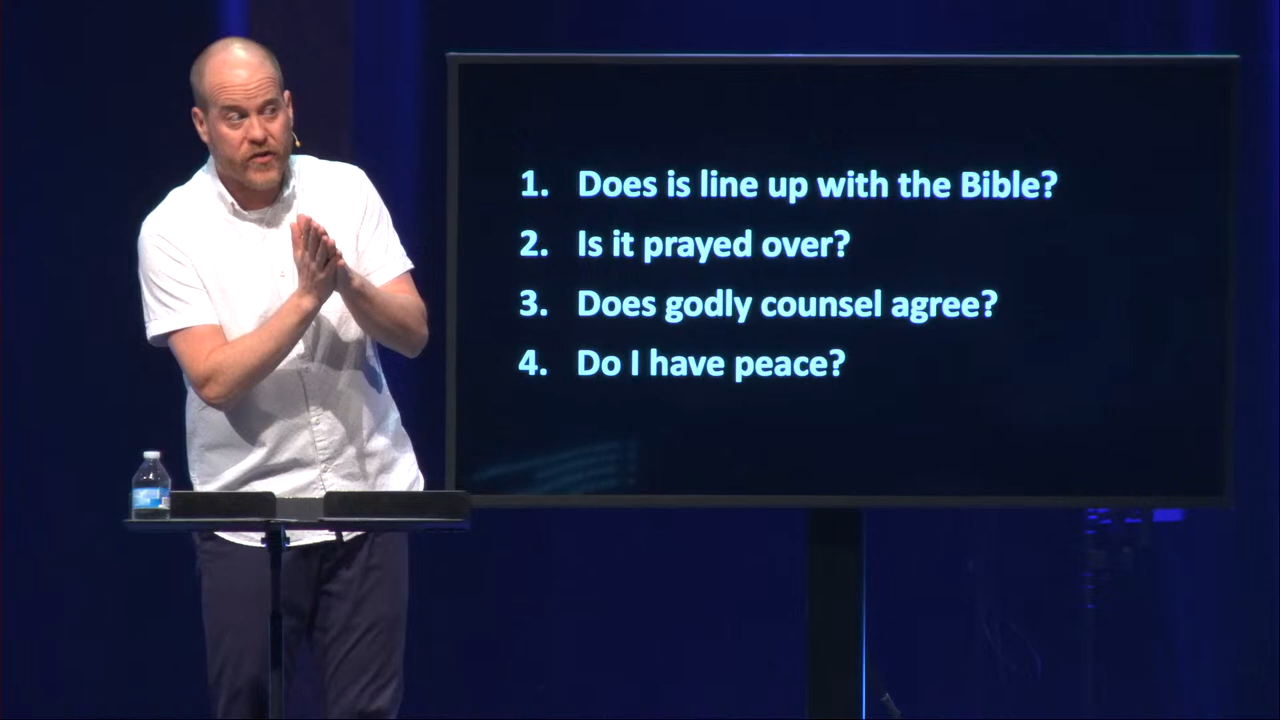 1. Does is line up with the Bible?
2. Is it prayed over?
3. Does godly counsel agree?
4. Do I have peace?